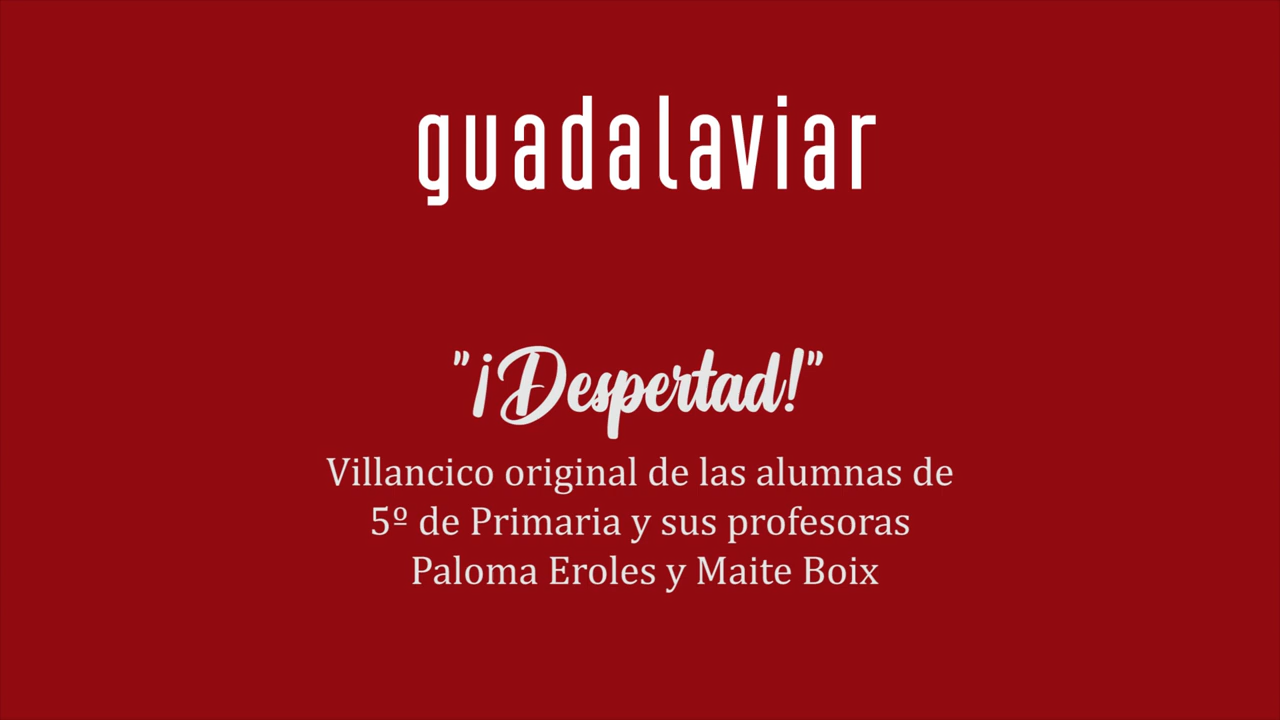 guadalaviar
"¡Despertad!"
Villancico original de las alumnas de
5º de Primaria y sus profesoras
Paloma Eroles y Maite Boix